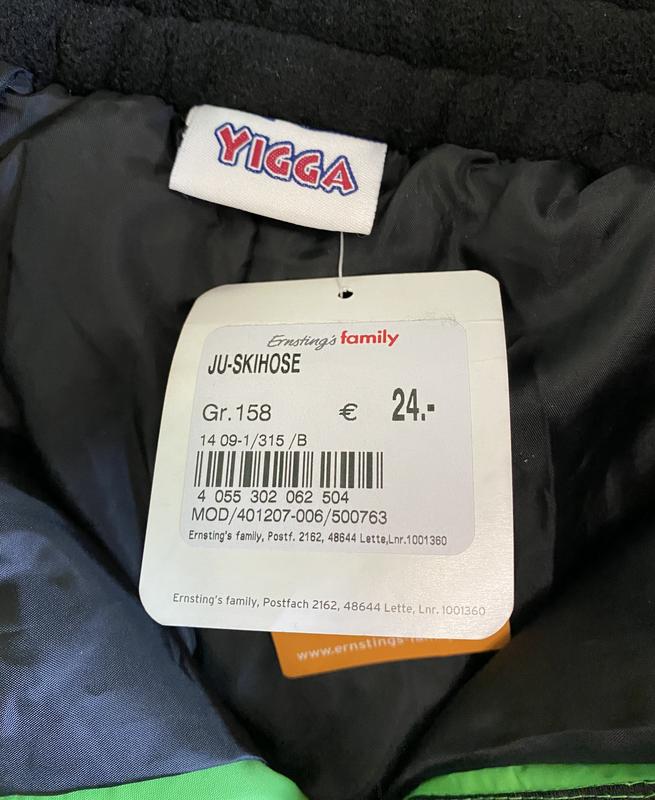 YIGGA
Ernsting's family
JU-SKIHOSE
Gr.158 € 24.-
14 09-1/315 /B
4 055 302 062 504
MOD/401207-006/500763
Ernsting's family, Postf. 2162, 48644 Lette,Lnr.1001360
Ernsting's family, Postfach 2162, 48644 Lette, Lnr. 1001360
www.ernstings-